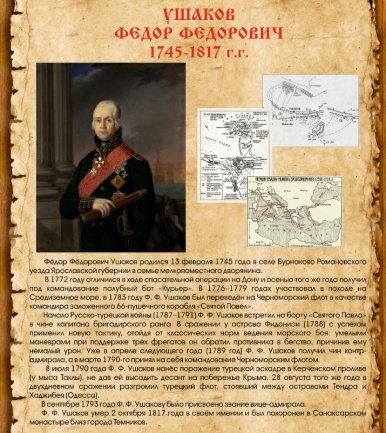 УШАКОВ
ФЕДОР ФЕДОРОВИЧ
1745-1817 г.г.
Фёдор Фёдорович Ушаков родился 13 февраля 1745 года в селе Бурнаково Романовского
уезда Ярославской губернии в семье мелкопоместного дворянина.
В 1772 году отличился в ходе спасательной операции на Дону и осенью того же года получил
под командование палубный бот «Курьер». В 1776–1779 годах участвовал в походе на
Средиземное море, в 1783 году Ф. Ф. Ушаков был переведён на Черноморский флот в качестве
командира заложенного 66-пушечного корабля «Святой Павел».
Начало Русско-турецкой войны (1787–1791) Ф. Ф. Ушаков встретил на борту «Святого Павла»
в чине капитана бригадирского ранга. В сражении у острова Фидониси (1788) с успехом
применил новую тактику, отойдя от классических норм ведения морского боя: умелыми
манёврами при поддержке трёх фрегатов он обратил противника в бегство, причинив ему
немалый урон. Уже в апреле следующего года (1789 год) Ф. Ф. Ушаков получил чин контр-
адмирала, а в марте 1790-го принял на себя командование Черноморским флотом.
8 июля 1790 года Ф. Ф. Ушаков нанёс поражение турецкой эскадре в Керченском проливе
(у мыса Таклы), не дав ей высадить десант на побережье Крыма. 28 августа того же года в
двухдневном сражении разгромил турецкий флот, стоявший между островами Тендра и
Хаджибей (Одесса).
В сентябре 1793 года Ф. Ф. Ушакову было присвоено звание вице-адмирала.
Ф. Ф. Ушаков умер 2 октября 1817 года в своём имении и был похоронен в Санаксарском
монастыре близ города Темников.